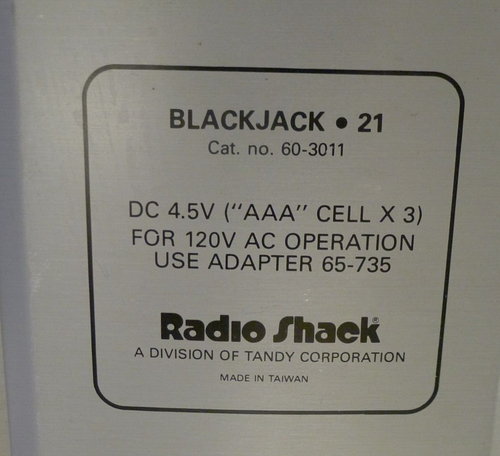 BLACKJACK • 21
Cat. no. 60-3011
DC 4.5V ("AAA" CELL X 3)
FOR 120V AC OPERATION
USE ADAPTER 65-735
Radio Shack®
A DIVISION OF TANDY CORPORATION
MADE IN TAIWAN